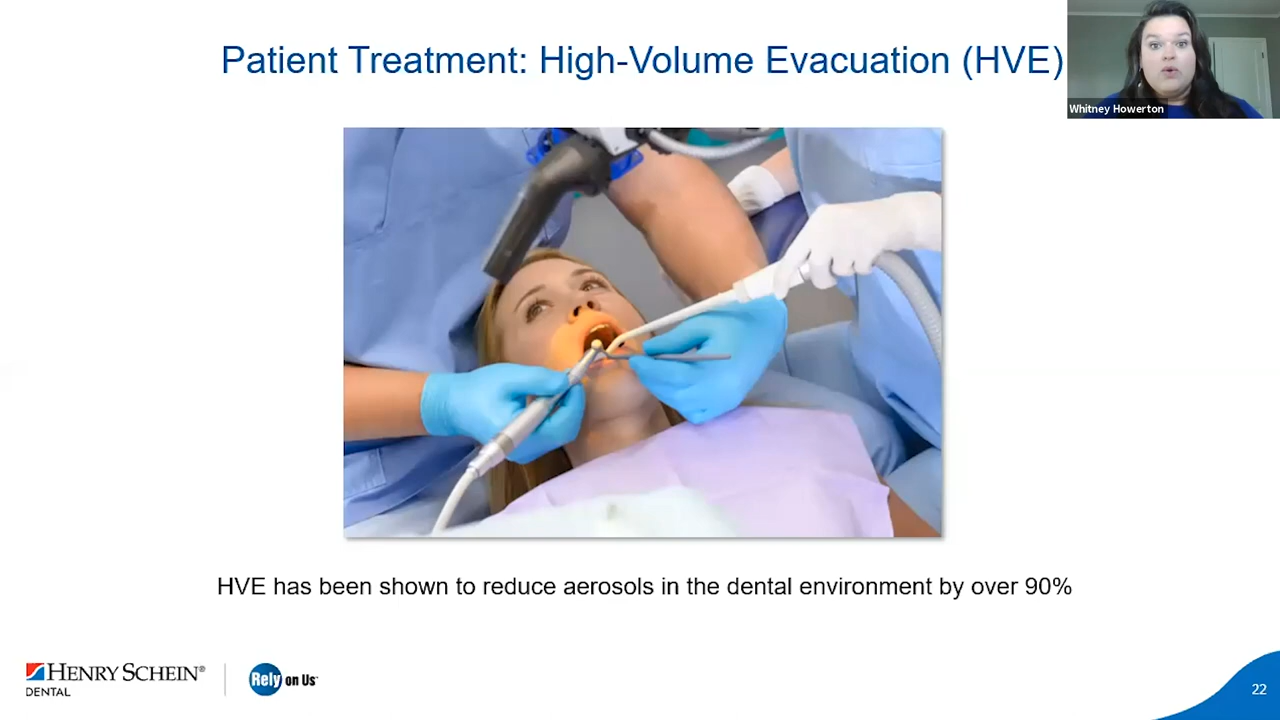 Patient Treatment: High-Volume Evacuation (HVE)
Whitney Howerton
HVE has been shown to reduce aerosols in the dental environment by over 90%
HENRY SCHEIN®
DENTAL
Rely on Us™
22